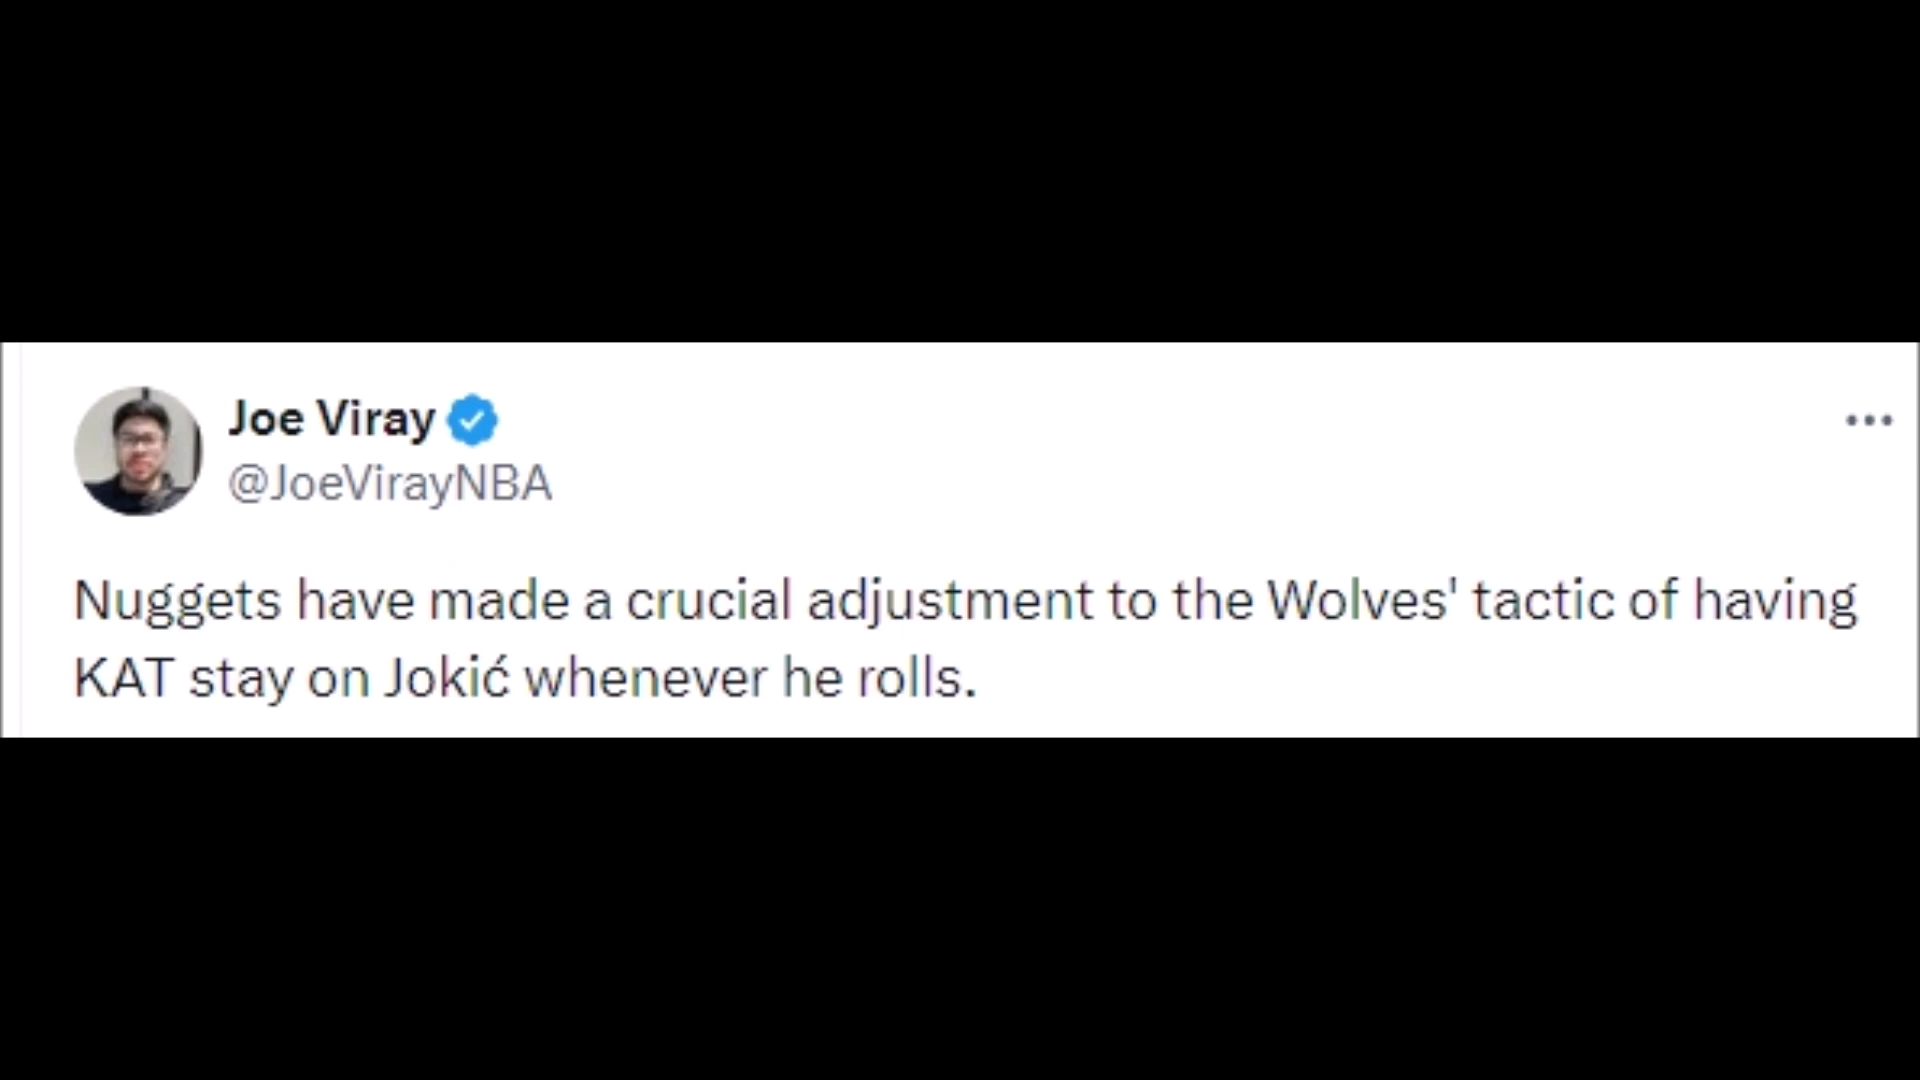 Joe Viray
@JoeVirayNBA
Nuggets have made a crucial adjustment to the Wolves' tactic of having
KAT stay on Jokić whenever he rolls.